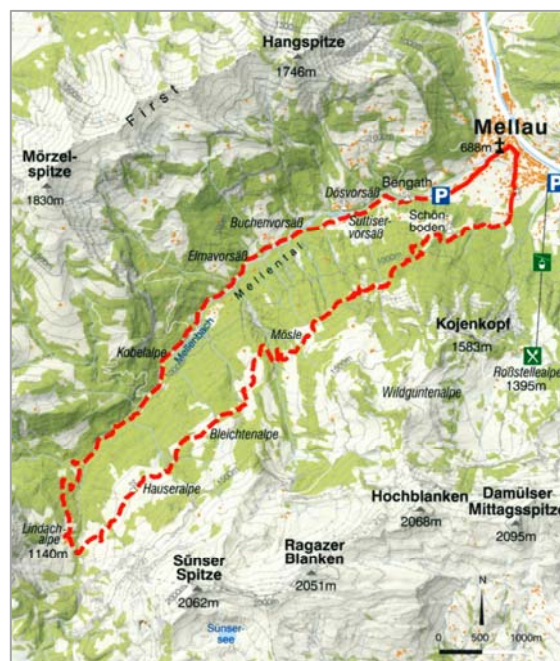 Hangspitze
1746m
First
Mellau
688m
Mörzel-
spitze
1830m
P
Bengath
Dösvorsäß
P
Schön-
boden
Buchenvorsäß
Suttiser-
vorsäß
Elmavorsäß
Mellental
1000m
Kojenkopf
1583m
Mellenbach
Mösle
Kobelalpe
Roßstellealpe
1395m
Wildguntenalpe
Bleichtenalpe
Hauseralpe
Hochblanken
2068m
Damülser
Mittagsspitze
2095m
Lindach-
alpe
1140m
Ragazer
Blanken
2051m
Sünser
Spitze
2062m
N
Sünser-
see
0 500 1000m